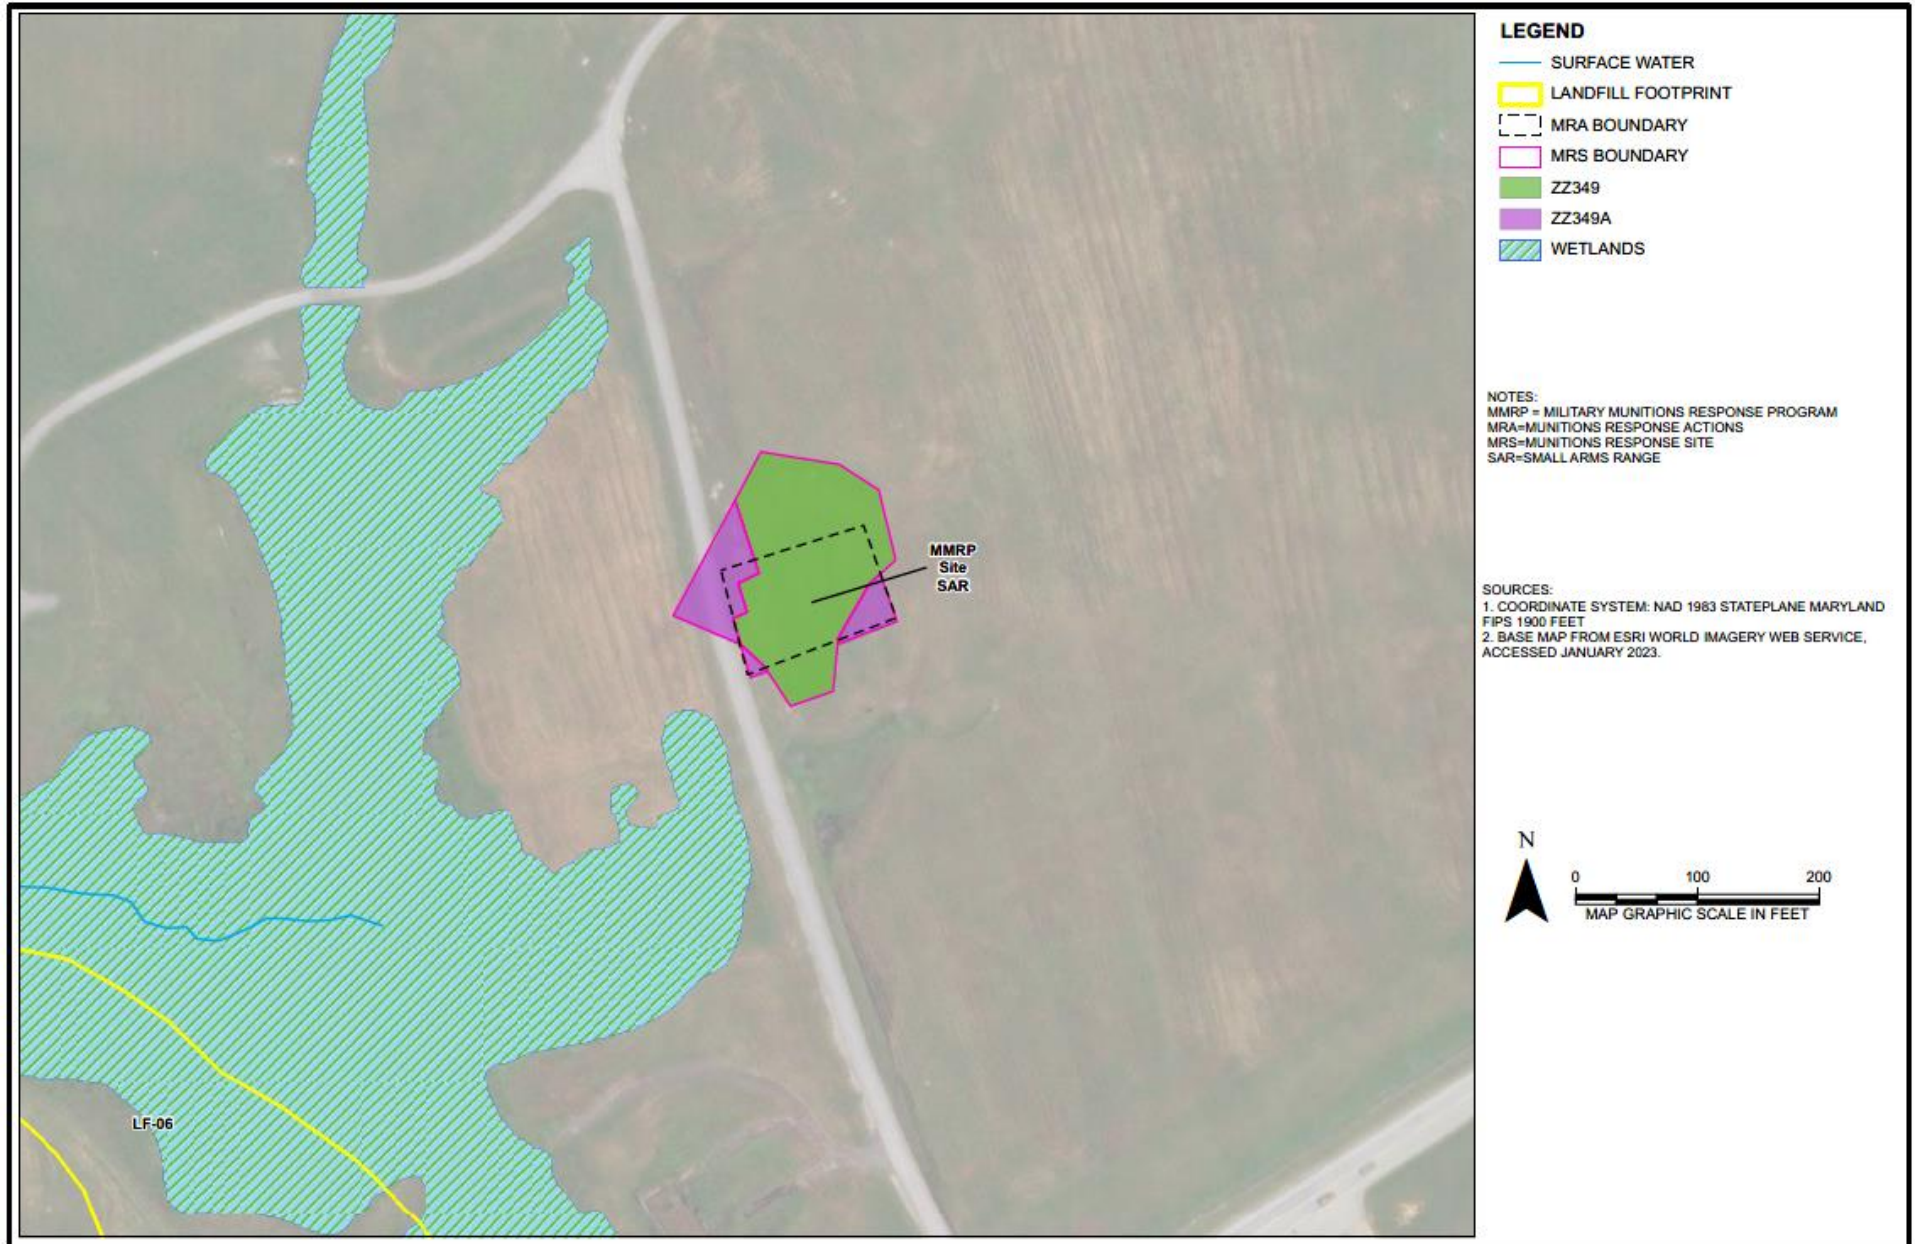 LEGEND
SURFACE WATER
LANDFILL FOOTPRINT
MRA BOUNDARY
MRS BOUNDARY
ZZ349
ZZ349A
WETLANDS
NOTES:
MMRP = MILITARY MUNITIONS RESPONSE PROGRAM
MRA=MUNITIONS RESPONSE ACTIONS
MRS=MUNITIONS RESPONSE SITE
SAR=SMALL ARMS RANGE
MMRP
Site
SAR
SOURCES:
1. COORDINATE SYSTEM: NAD 1983 STATEPLANE MARYLAND
FIPS 1900 FEET
2. BASE MAP FROM ESRI WORLD IMAGERY WEB SERVICE,
ACCESSED JANUARY 2023.
N
0 100 200
MAP GRAPHIC SCALE IN FEET
LF-06